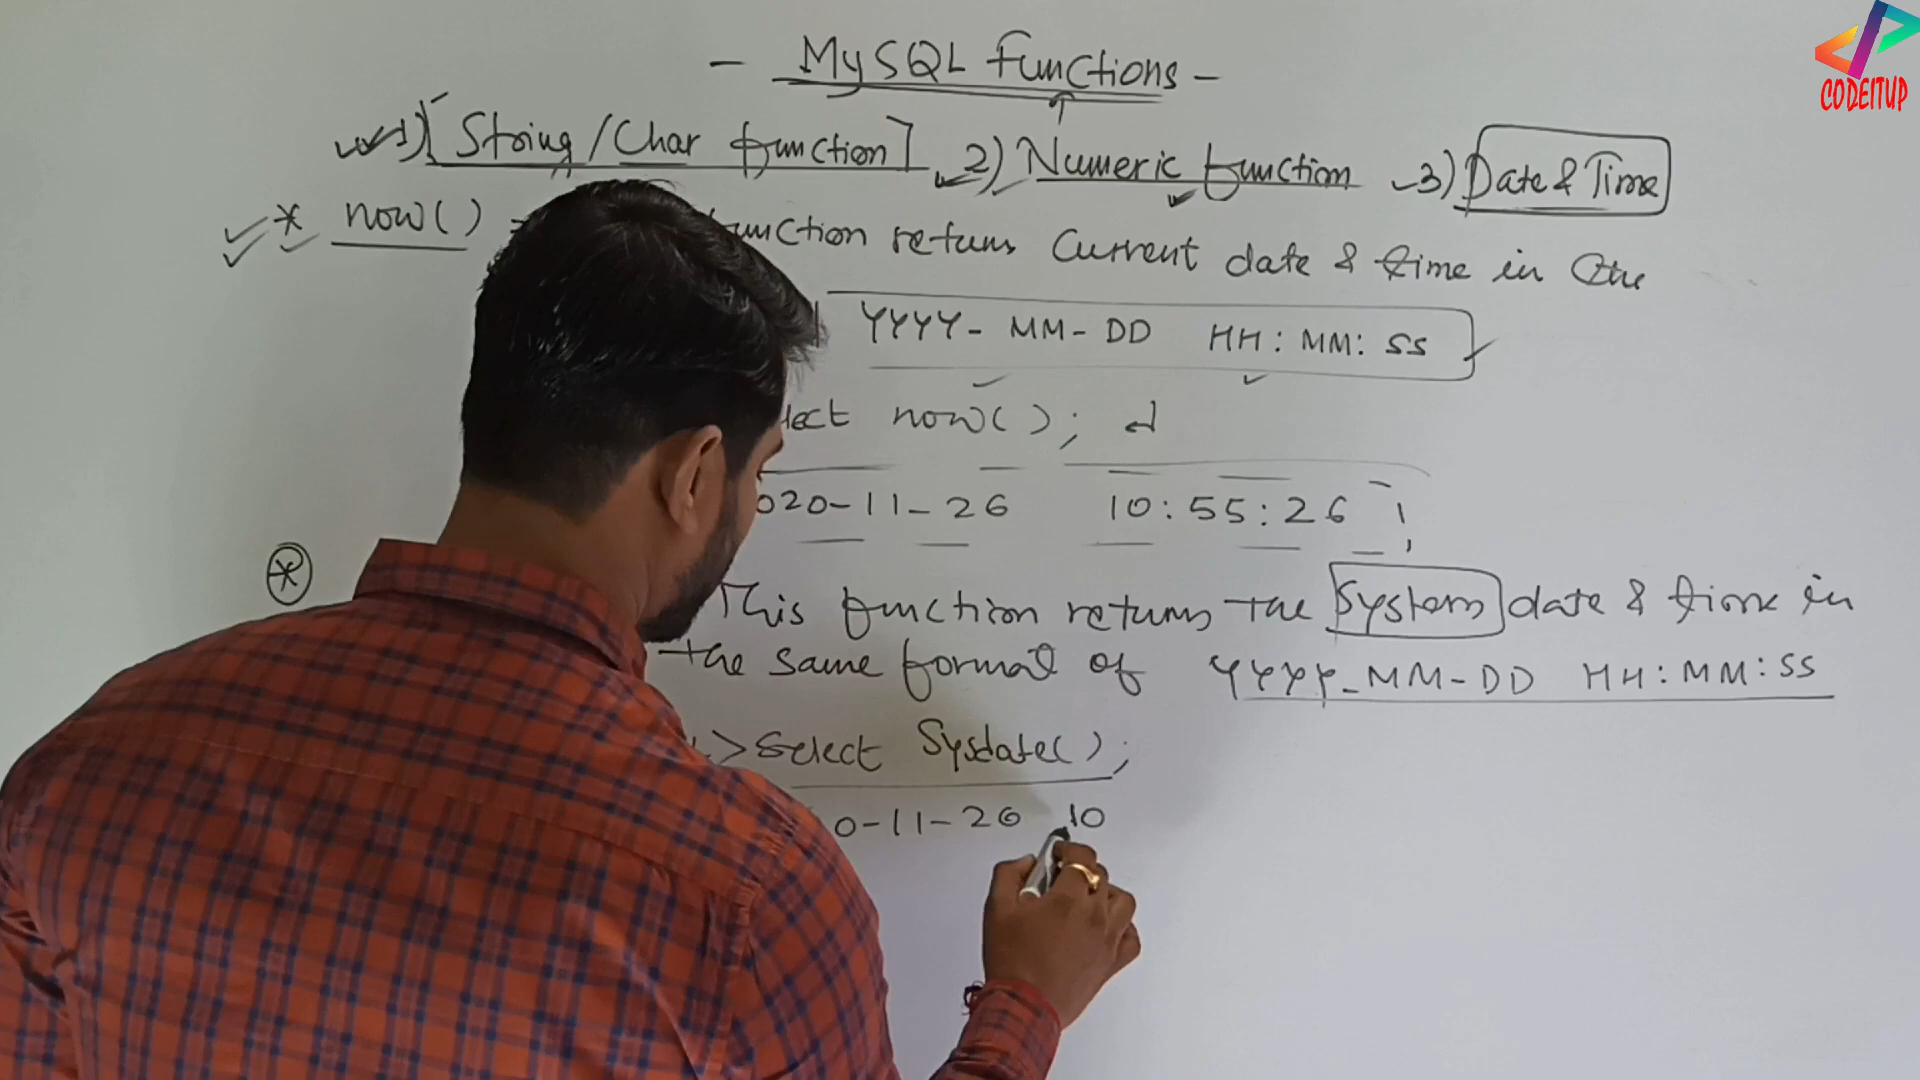 - MySQL Functions -
1) [String/Char function] 2) Numeric function 3) Date & Time
* now() function returns Current date & time in the
YYYY-MM-DD HH:MM:SS
lect now();
020-11-26 10:55:26
* This function returns the System date & time in
the same format of YYYY-MM-DD HH:MM:SS
>Select Sysdate();
0-11-26 10
CODEITUP